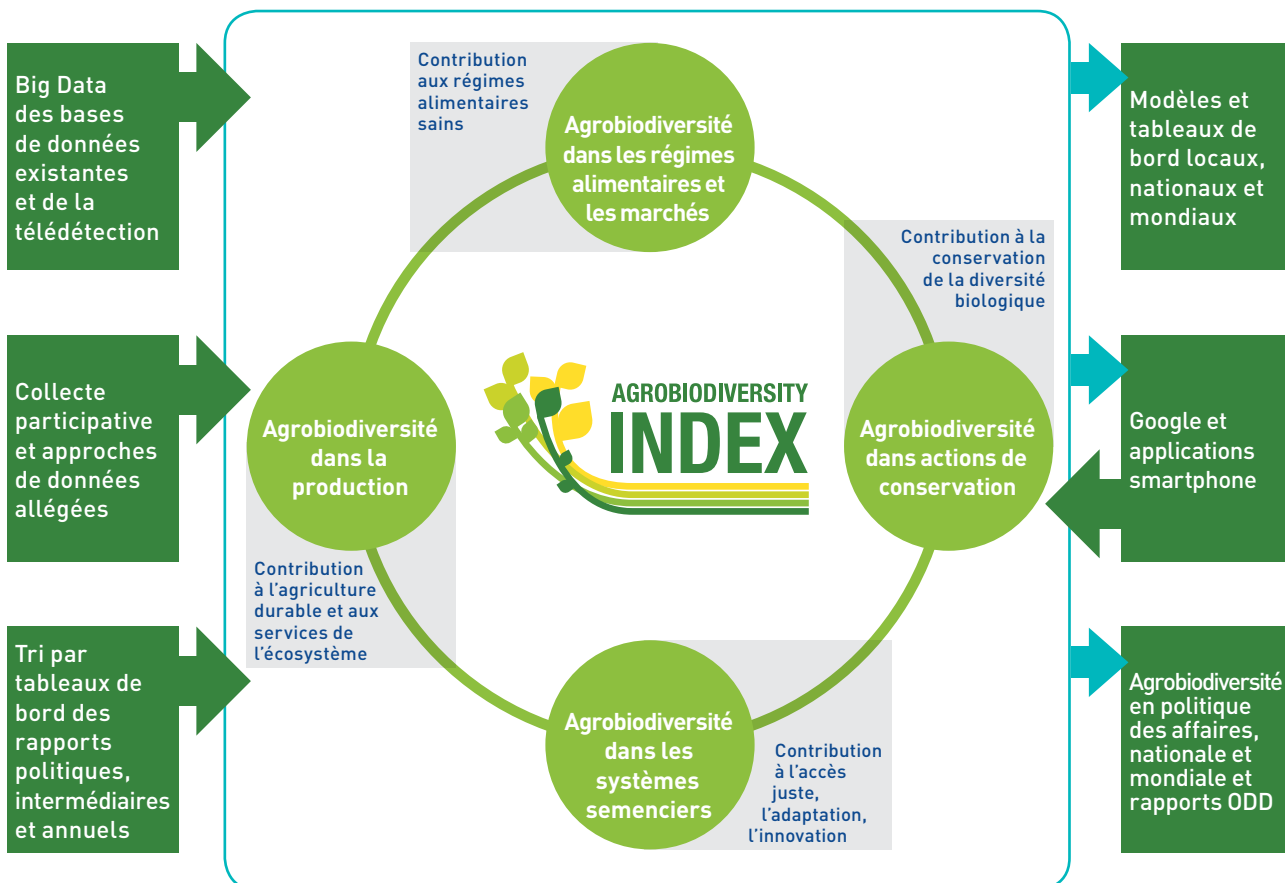 Big Data
des bases
de données
existantes
et de la
télédétection
Collecte
participative
et approches
de données
allégées
Tri par
tableaux de
bord des
rapports
politiques,
intermédiaires
et annuels
Contribution
aux régimes
alimentaires
sains
Agrobiodiversité
dans les régimes
alimentaires et
les marchés
Contribution à la
conservation
de la diversité
biologique
Agrobiodiversité
dans la
production
AGROBIODIVERSITY
INDEX
Agrobiodiversité
dans actions de
conservation
Contribution
à l’agriculture
durable et aux
services de
l’écosystème
Agrobiodiversité
dans les
systèmes
semenciers
Contribution
à l’accès
juste,
l’adaptation,
l’innovation
Modèles et
tableaux de
bord locaux,
nationaux et
mondiaux
Google et
applications
smartphone
Agrobiodiversité
en politique
des affaires,
nationale et
mondiale et
rapports ODD